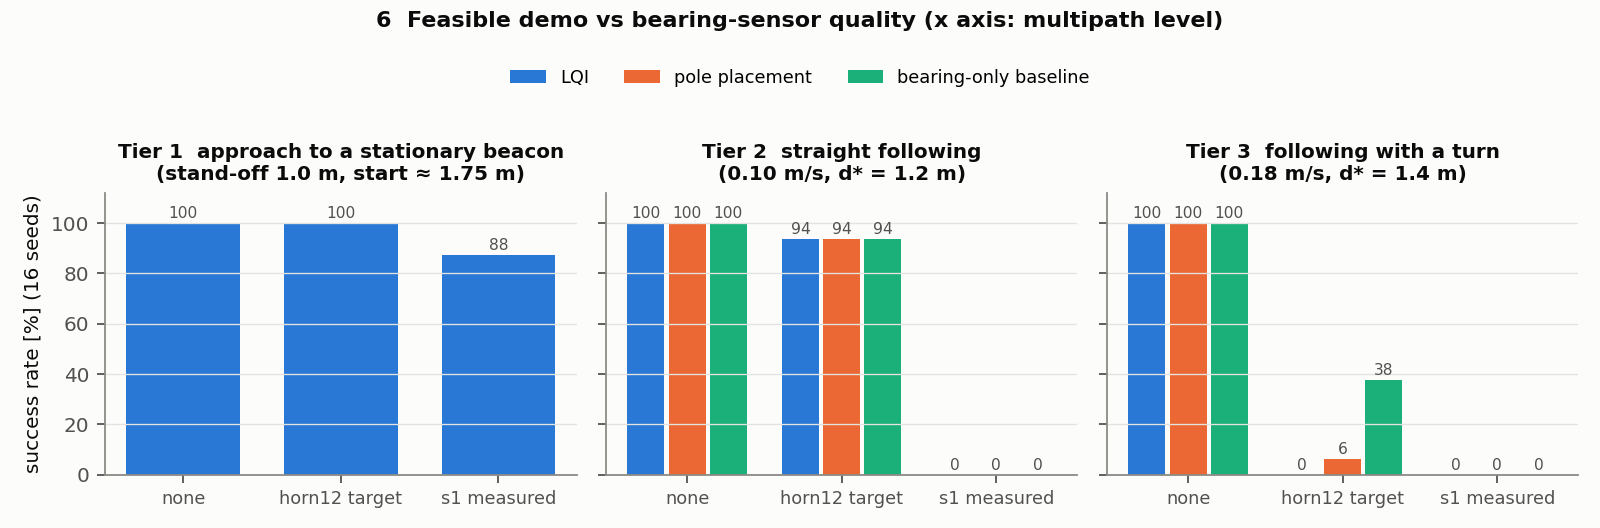 6  Feasible demo vs bearing-sensor quality (x axis: multipath level)
LQI
pole placement
bearing-only baseline
Tier 1  approach to a stationary beacon
(stand-off 1.0 m, start ≈ 1.75 m)
success rate [%] (16 seeds)
100
80
60
40
20
0
100
100
88
none
horn12 target
s1 measured
Tier 2  straight following
(0.10 m/s, d* = 1.2 m)
100 100 100
94 94 94
0 0 0
none
horn12 target
s1 measured
Tier 3  following with a turn
(0.18 m/s, d* = 1.4 m)
100 100 100
0 6 38
0 0 0
none
horn12 target
s1 measured